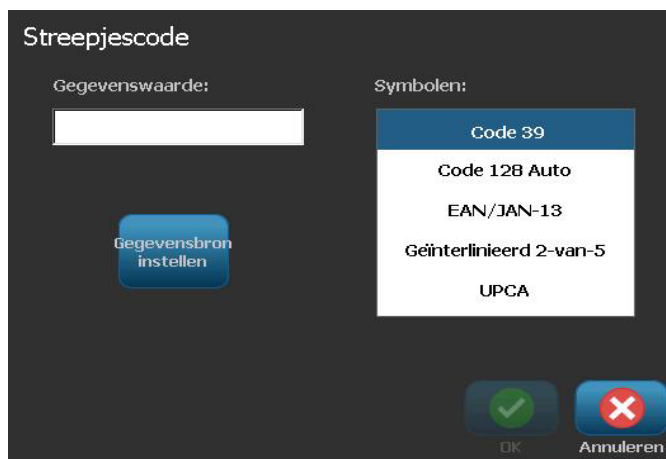 Streepjescode
Gegevenswaarde:
Symbolen:
Code 39
Code 128 Auto
EAN/JAN-13
Geïnterlinieerd 2-van-5
UPCA
Gegevensbron
instellen
OK
Annuleren